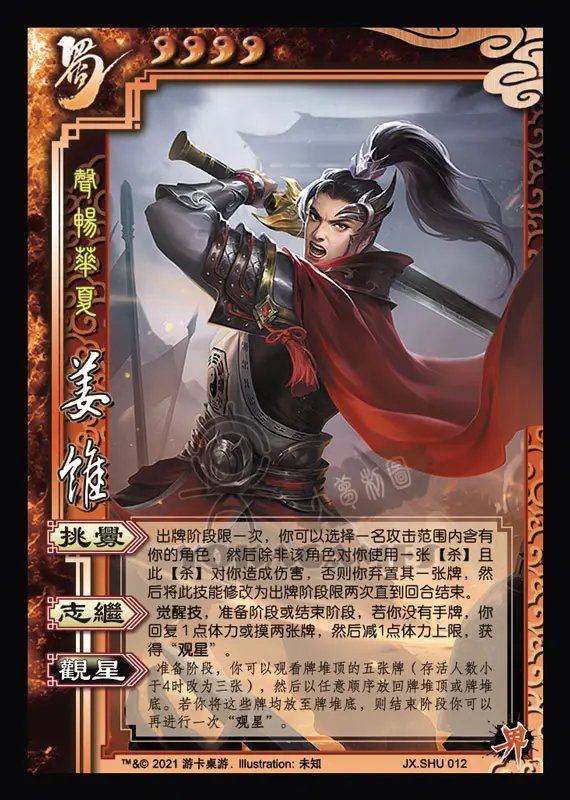 蜀
聲暢華夏
姜維
挑釁
出牌阶段限一次，你可以选择一名攻击范围内含有
你的角色，然后除非该角色对你使用一张【杀】且
此【杀】对你造成伤害，否则你弃置其一张牌，然
后将此技能修改为出牌阶段限两次直到回合结束。
志繼
觉醒技，准备阶段或结束阶段，若你没有手牌，你
回复1点体力或摸两张牌，然后减1点体力上限，获
得“观星”。
觀星
准备阶段，你可以观看牌堆顶的五张牌（存活人数小
于4时改为三张），然后以任意顺序放回牌堆顶或牌堆
底。若你将这些牌均放至牌堆底，则结束阶段你可以
再进行一次“观星”。
界
™&© 2021 游卡桌游. Illustration: 未知
JX.SHU 012